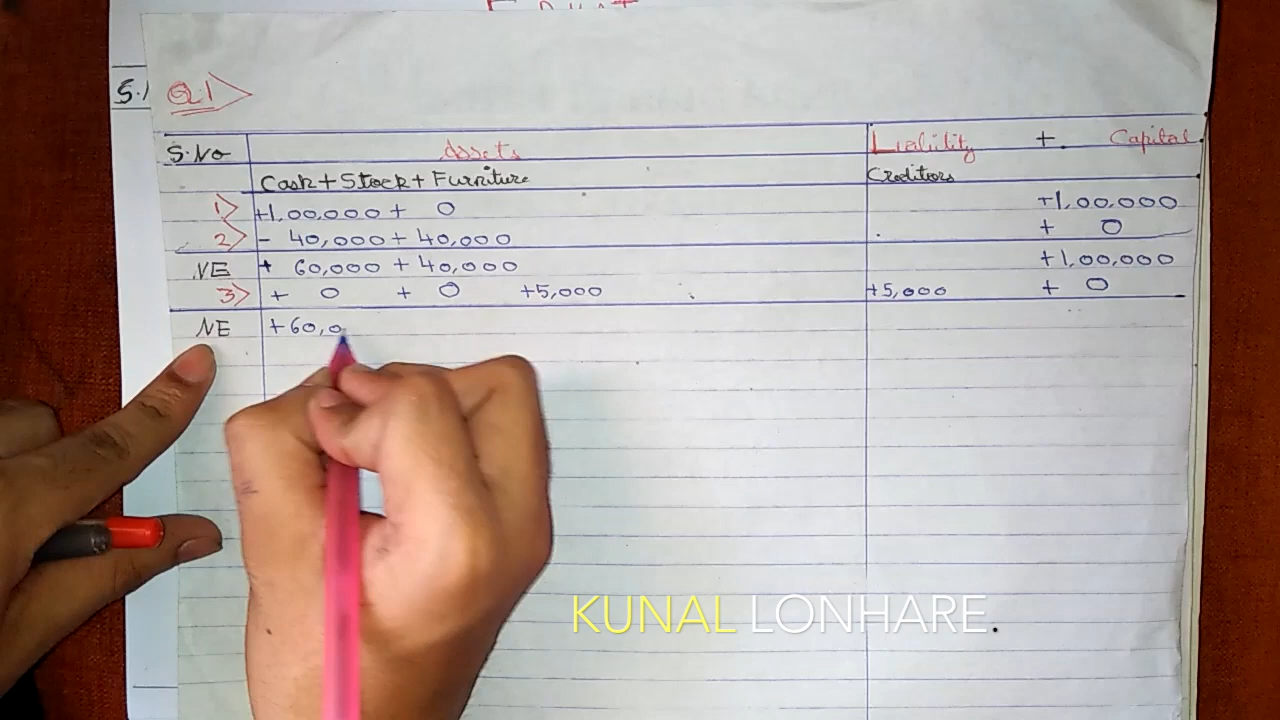 S.
Q.1
S.No Assets Liability + Capital
Cash + Stock + Furniture Creditors
1) +1,00,000 + 0 +1,00,000
2) - 40,000 + 40,000 + 0
NE + 60,000 + 40,000 +1,00,000
3) + 0 + 0 +5,000 +5,000 + 0
NE +60,0
KUNAL LONHARE.